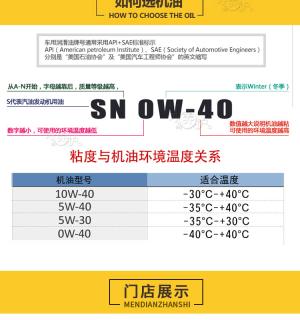 如何选机油
HOW TO CHOOSE THE OIL
车用润滑油牌号通常采用API+SAE标准标示
API（American petroleum Institute）、SAE（Society of Automotive Engineers）
分别是“美国石油协会”及“美国汽车工程师协会”的英文缩写
从A-N开始，字母越靠后，质量等级越高，
表示Winter（冬季）
S代表汽油发动机用油
SN 0W-40
数字越小，可使用的环境温度越低
数值越大说明机油越粘
可使用的环境温度越高
粘度与机油环境温度关系
机油型号 适合温度
10W-40 -30°C-+40°C
5W-40 -35°C-+40°C
5W-30 -35°C-+30°C
0W-40 -40°C-+40°C
门店展示
MENDIANZHANSHI